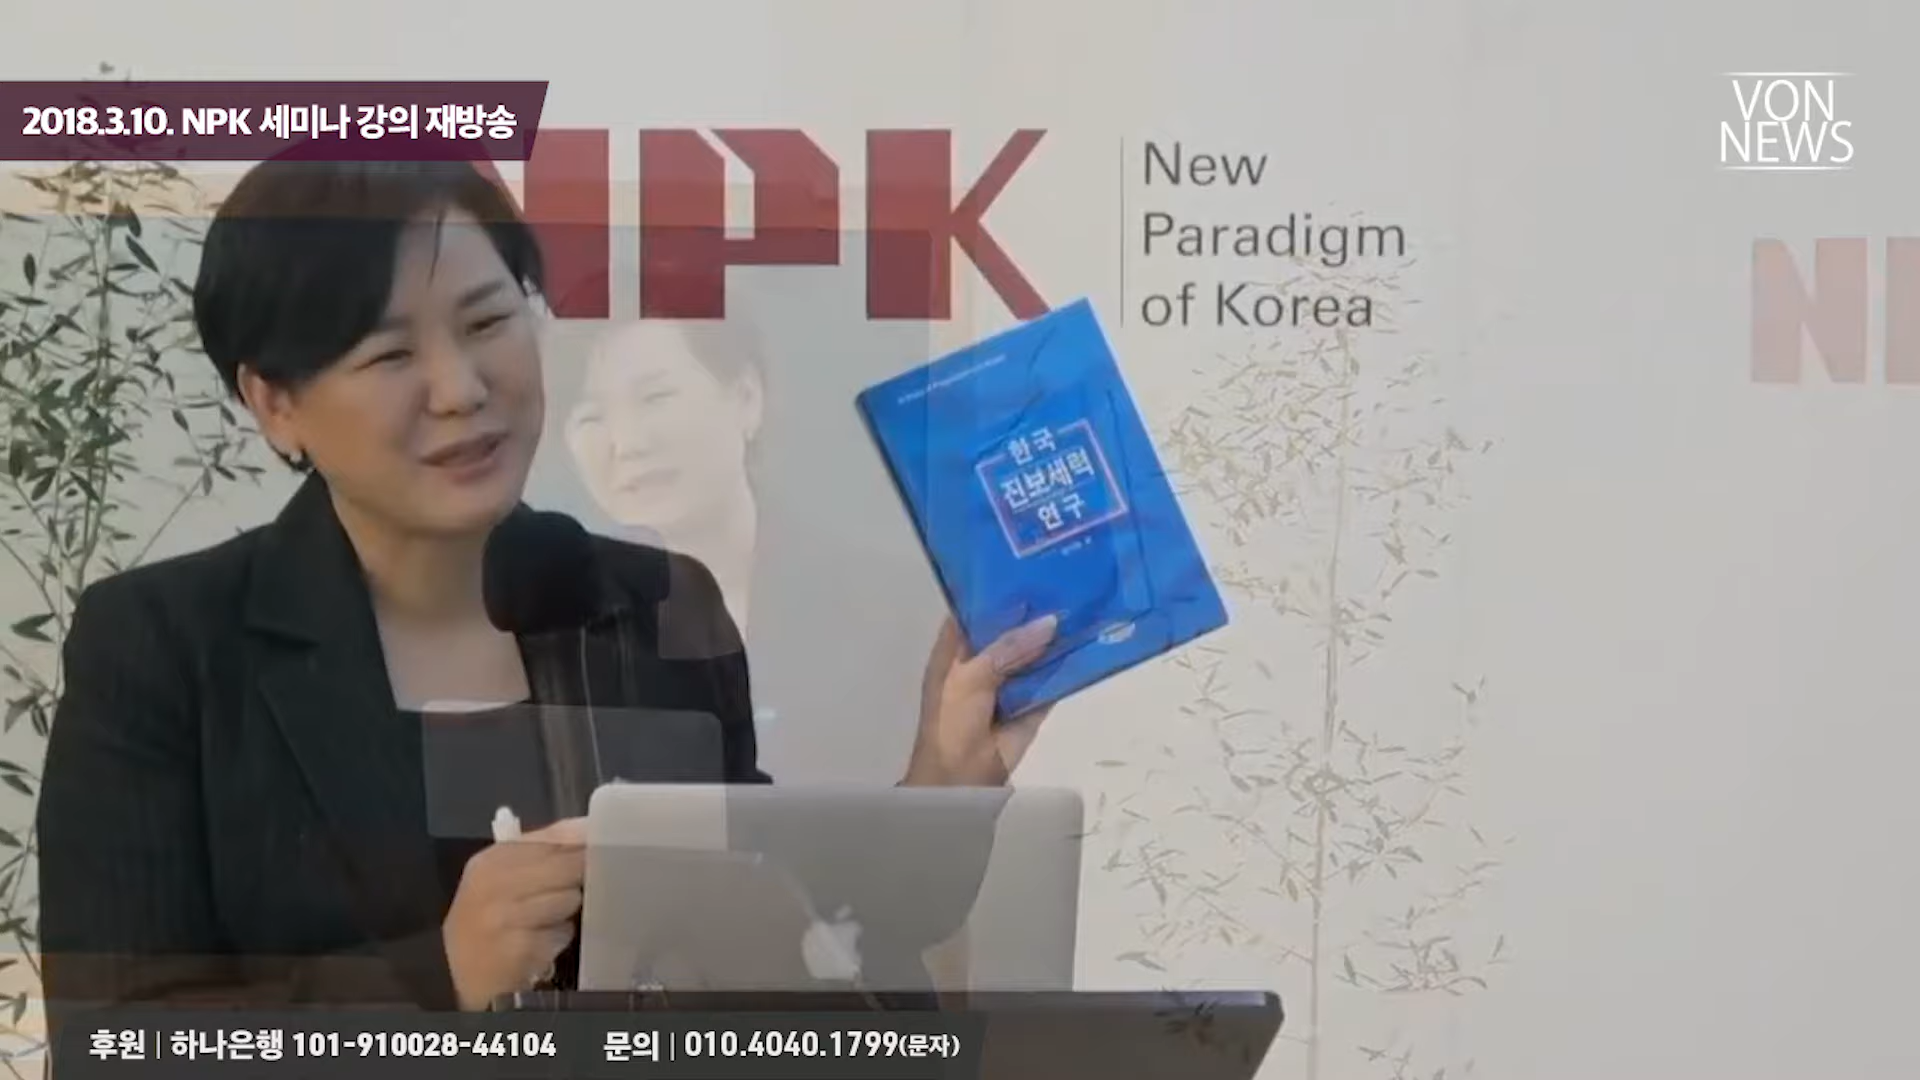 2018.3.10. NPK 세미나 강의 재방송
VON
NEWS
NPK
New
Paradigm
of Korea
N
한국
진보세력
연구
후원 | 하나은행 101-910028-44104 문의 | 010.4040.1799(문자)